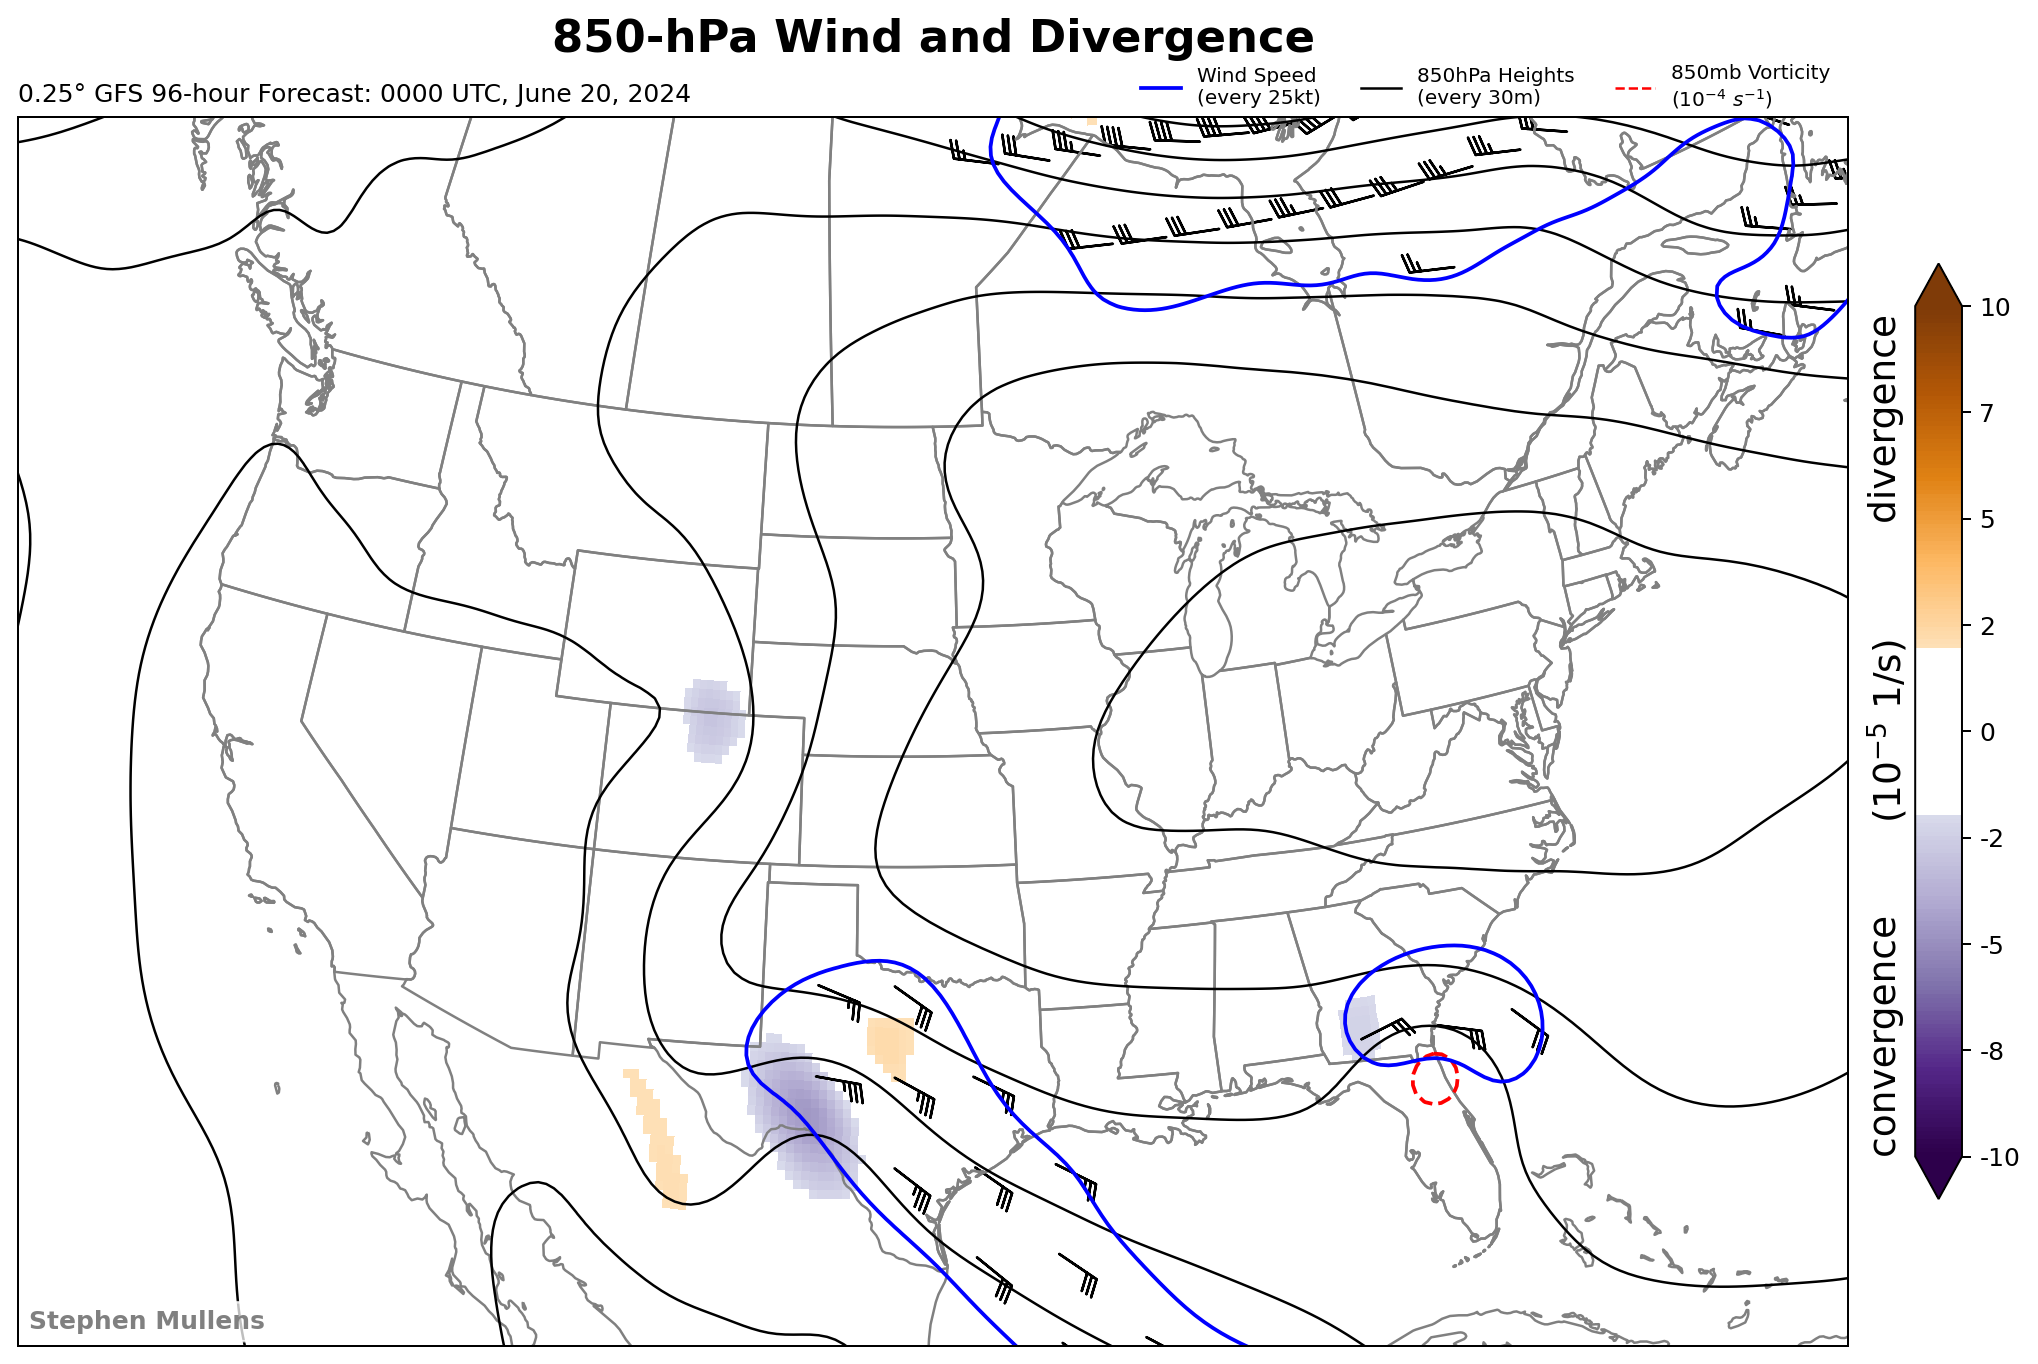 850-hPa Wind and Divergence
0.25° GFS 96-hour Forecast: 0000 UTC, June 20, 2024
Wind Speed
(every 25kt)
850hPa Heights
(every 30m)
850mb Vorticity
(10⁻⁴ s⁻¹)
10
7
5
2
0
-2
-5
-8
-10
convergence (10⁻⁵ 1/s) divergence
Stephen Mullens